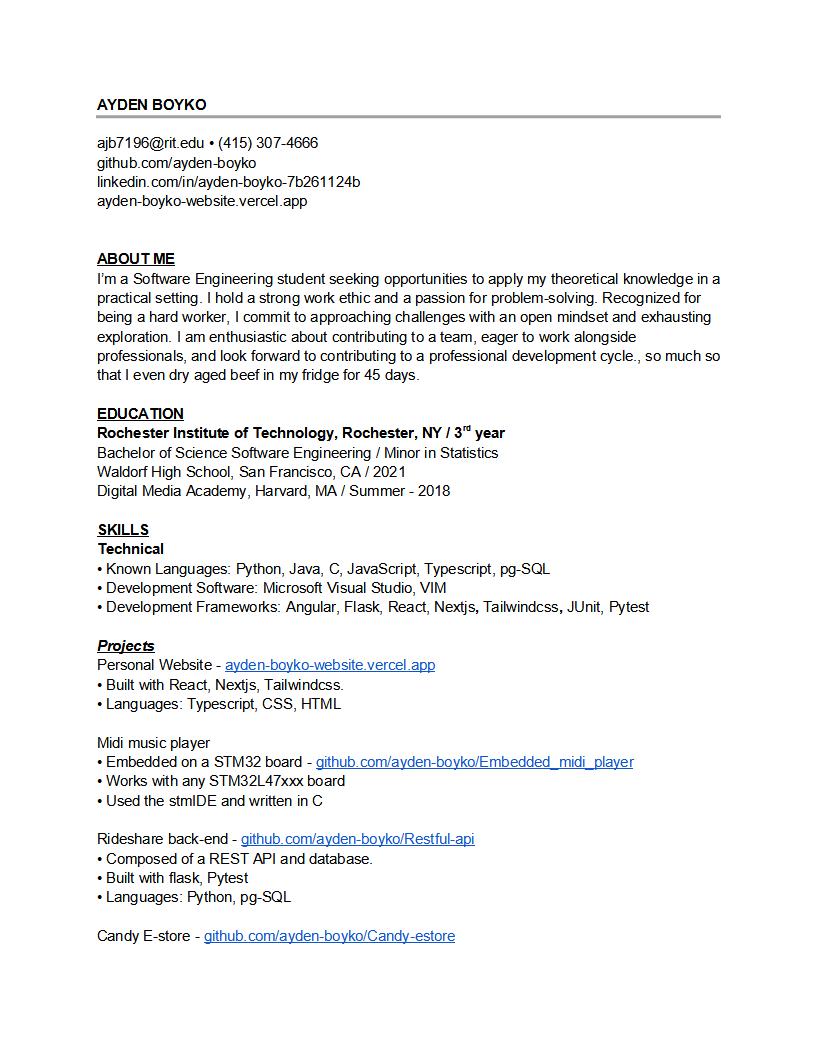 AYDEN BOYKO
ajb7196@rit.edu • (415) 307-4666
github.com/ayden-boyko
linkedin.com/in/ayden-boyko-7b261124b
ayden-boyko-website.vercel.app
ABOUT ME
I’m a Software Engineering student seeking opportunities to apply my theoretical knowledge in a
practical setting. I hold a strong work ethic and a passion for problem-solving. Recognized for
being a hard worker, I commit to approaching challenges with an open mindset and exhausting
exploration. I am enthusiastic about contributing to a team, eager to work alongside
professionals, and look forward to contributing to a professional development cycle., so much so
that I even dry aged beef in my fridge for 45 days.
EDUCATION
Rochester Institute of Technology, Rochester, NY / 3rd year
Bachelor of Science Software Engineering / Minor in Statistics
Waldorf High School, San Francisco, CA / 2021
Digital Media Academy, Harvard, MA / Summer - 2018
SKILLS
Technical
• Known Languages: Python, Java, C, JavaScript, Typescript, pg-SQL
• Development Software: Microsoft Visual Studio, VIM
• Development Frameworks: Angular, Flask, React, Nextjs, Tailwindcss, JUnit, Pytest
Projects
Personal Website - ayden-boyko-website.vercel.app
• Built with React, Nextjs, Tailwindcss.
• Languages: Typescript, CSS, HTML
Midi music player
• Embedded on a STM32 board - github.com/ayden-boyko/Embedded_midi_player
• Works with any STM32L47xxx board
• Used the stmIDE and written in C
Rideshare back-end - github.com/ayden-boyko/Restful-api
• Composed of a REST API and database.
• Built with flask, Pytest
• Languages: Python, pg-SQL
Candy E-store - github.com/ayden-boyko/Candy-estore